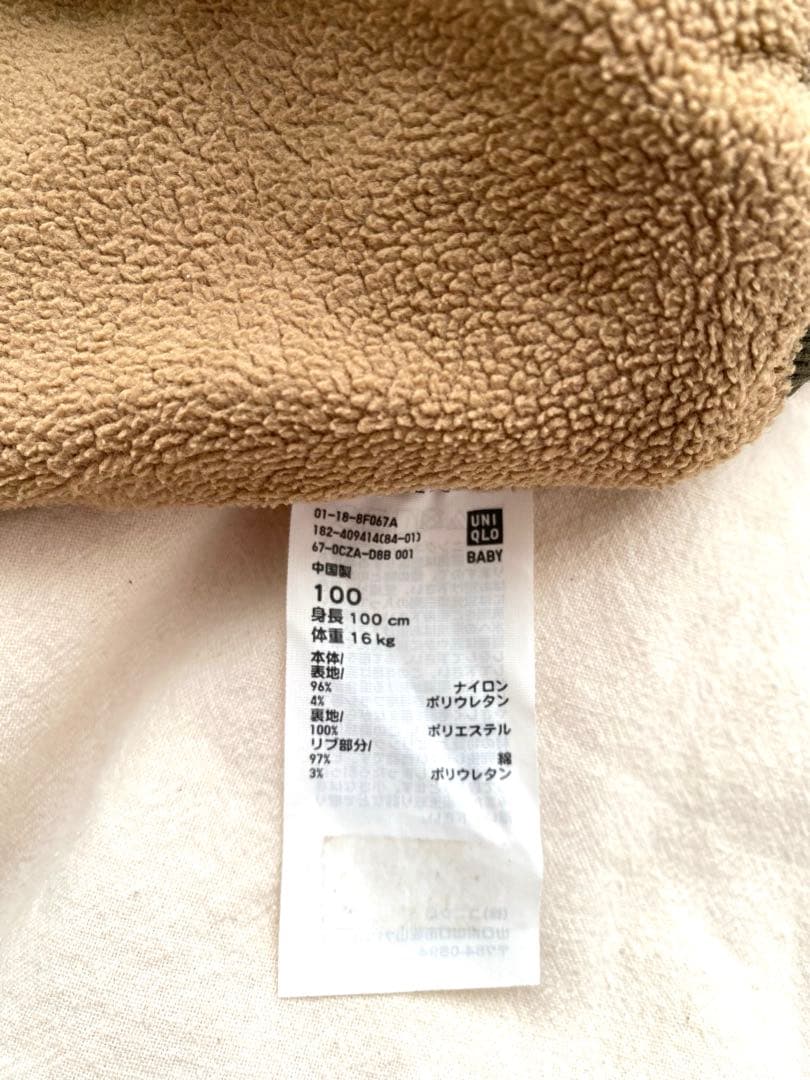 01-18-8F067A
182-409414(84-01)
67-DCZA-D8B 001
UNI
QLO
BABY
中国製
100
身長 100 cm
体重 16 kg
本体/
表地/
96% ナイロン
4% ポリウレタン
裏地/
100% ポリエステル
リブ部分/
97% 綿
3% ポリウレタン